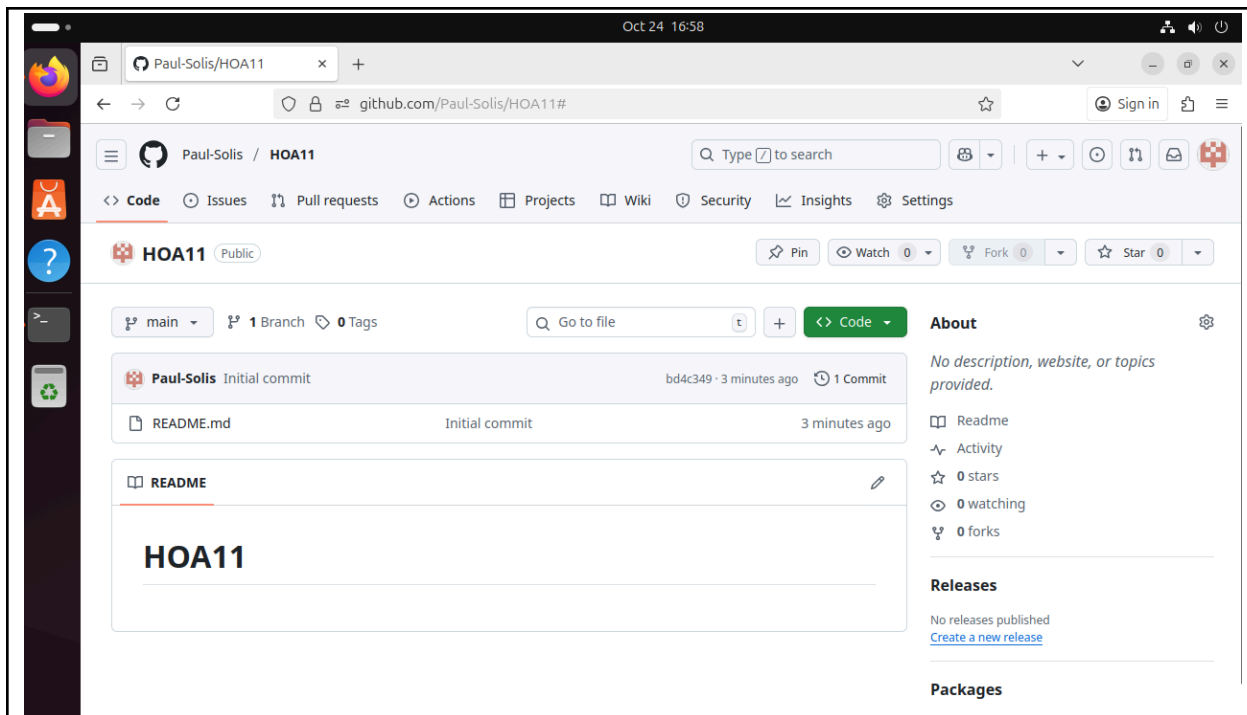 Oct 24 16:58
Paul-Solis/HOA11
github.com/Paul-Solis/HOA11#
Sign in
Paul-Solis / HOA11
Type / to search
<> Code Issues Pull requests Actions Projects Wiki Security Insights Settings
HOA11 Public
Pin Watch 0 Fork 0 Star 0
main 1 Branch 0 Tags
Go to file t
<> Code
Paul-Solis Initial commit bd4c349 · 3 minutes ago 1 Commit
README.md Initial commit 3 minutes ago
README
HOA11
About
No description, website, or topics
provided.
Readme
Activity
0 stars
0 watching
0 forks
Releases
No releases published
Create a new release
Packages